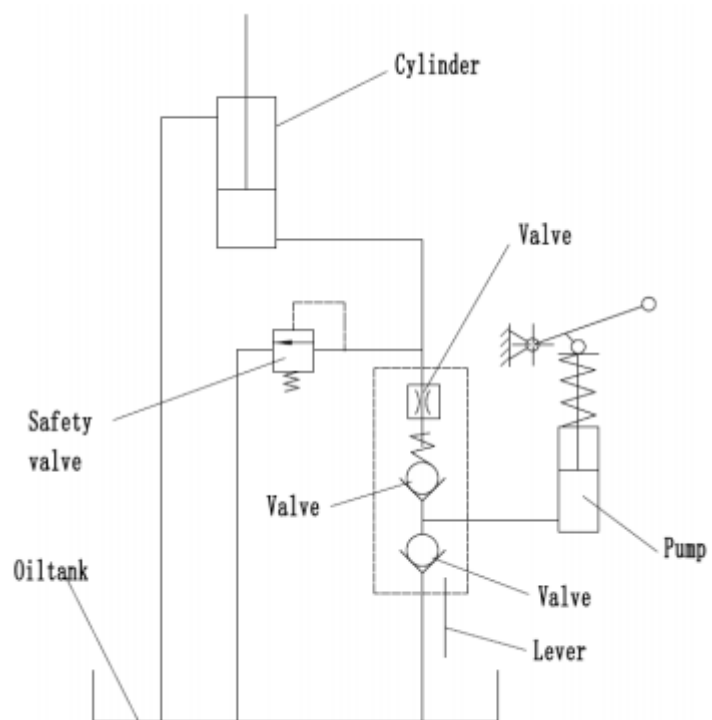 Cylinder
Valve
Safety
valve
Valve
Oiltank
Pump
Valve
Lever